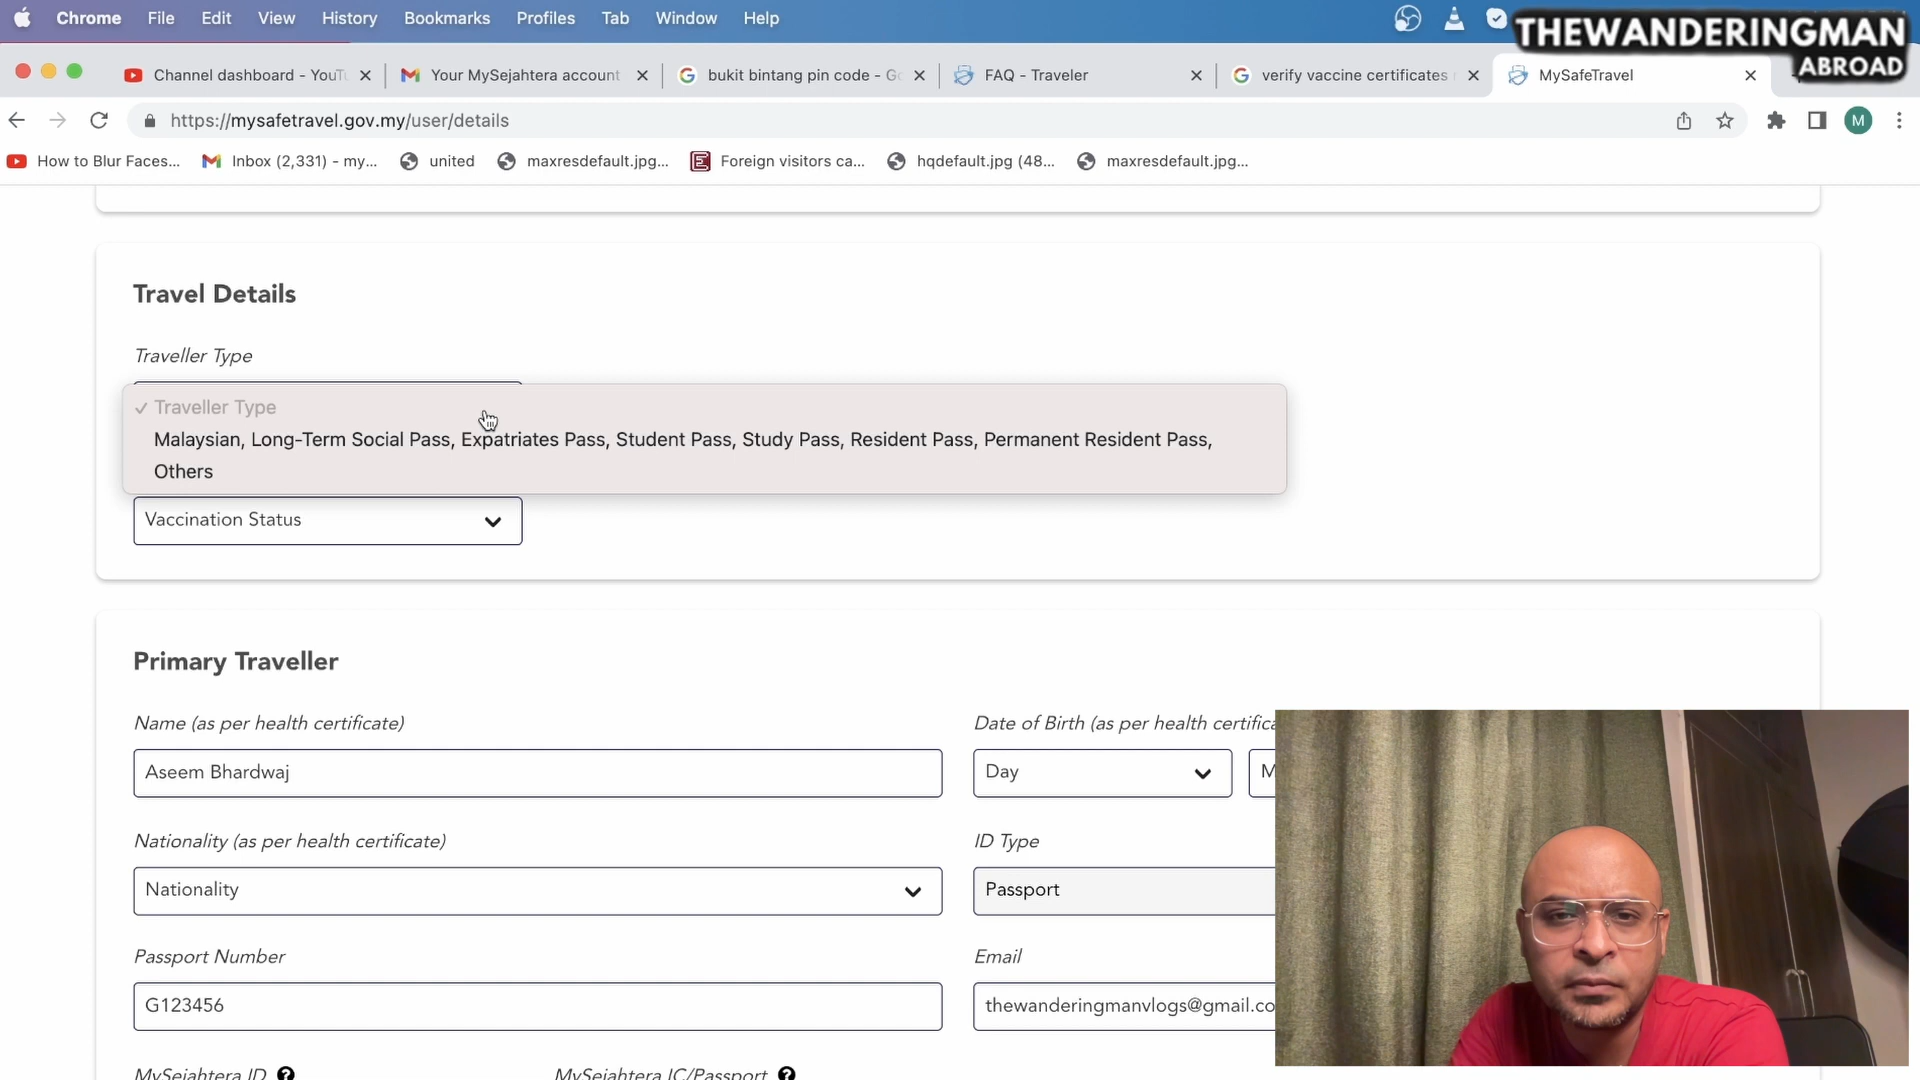 Chrome File Edit View History Bookmarks Profiles Tab Window Help
THEWANDERINGMAN
ABROAD
Channel dashboard - YouTu
Your MySejahtera account
bukit bintang pin code - Go
FAQ - Traveler
verify vaccine certificates
MySafeTravel
https://mysafetravel.gov.my/user/details
M
How to Blur Faces...
Inbox (2,331) - my...
united
maxresdefault.jpg...
Foreign visitors ca...
hqdefault.jpg (48...
maxresdefault.jpg...
Travel Details
Traveller Type
✓ Traveller Type
Malaysian, Long-Term Social Pass, Expatriates Pass, Student Pass, Study Pass, Resident Pass, Permanent Resident Pass,
Others
Vaccination Status
Primary Traveller
Name (as per health certificate)
Date of Birth (as per health certifica
Aseem Bhardwaj
Day
M
Nationality (as per health certificate)
ID Type
Nationality
Passport
Passport Number
Email
G123456
thewanderingmanvlogs@gmail.co
MySejahtera ID
MySejahtera IC/Passport